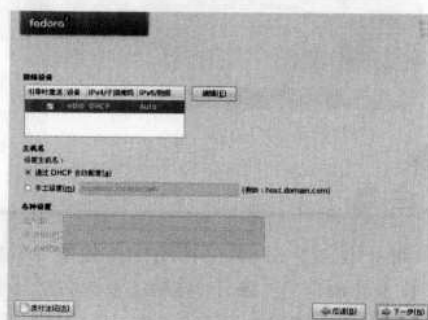 fedora
网络设备
引导时激活 设备 IPv4/子网掩码 IPv6/前缀
eth0 DHCP Auto
编辑(E)
主机名
设置主机名：
通过 DHCP 自动配置(a)
手工设置(m) (例如：host.domain.com)
各种设置
发行注记(R)
后退(B)
下一步(N)